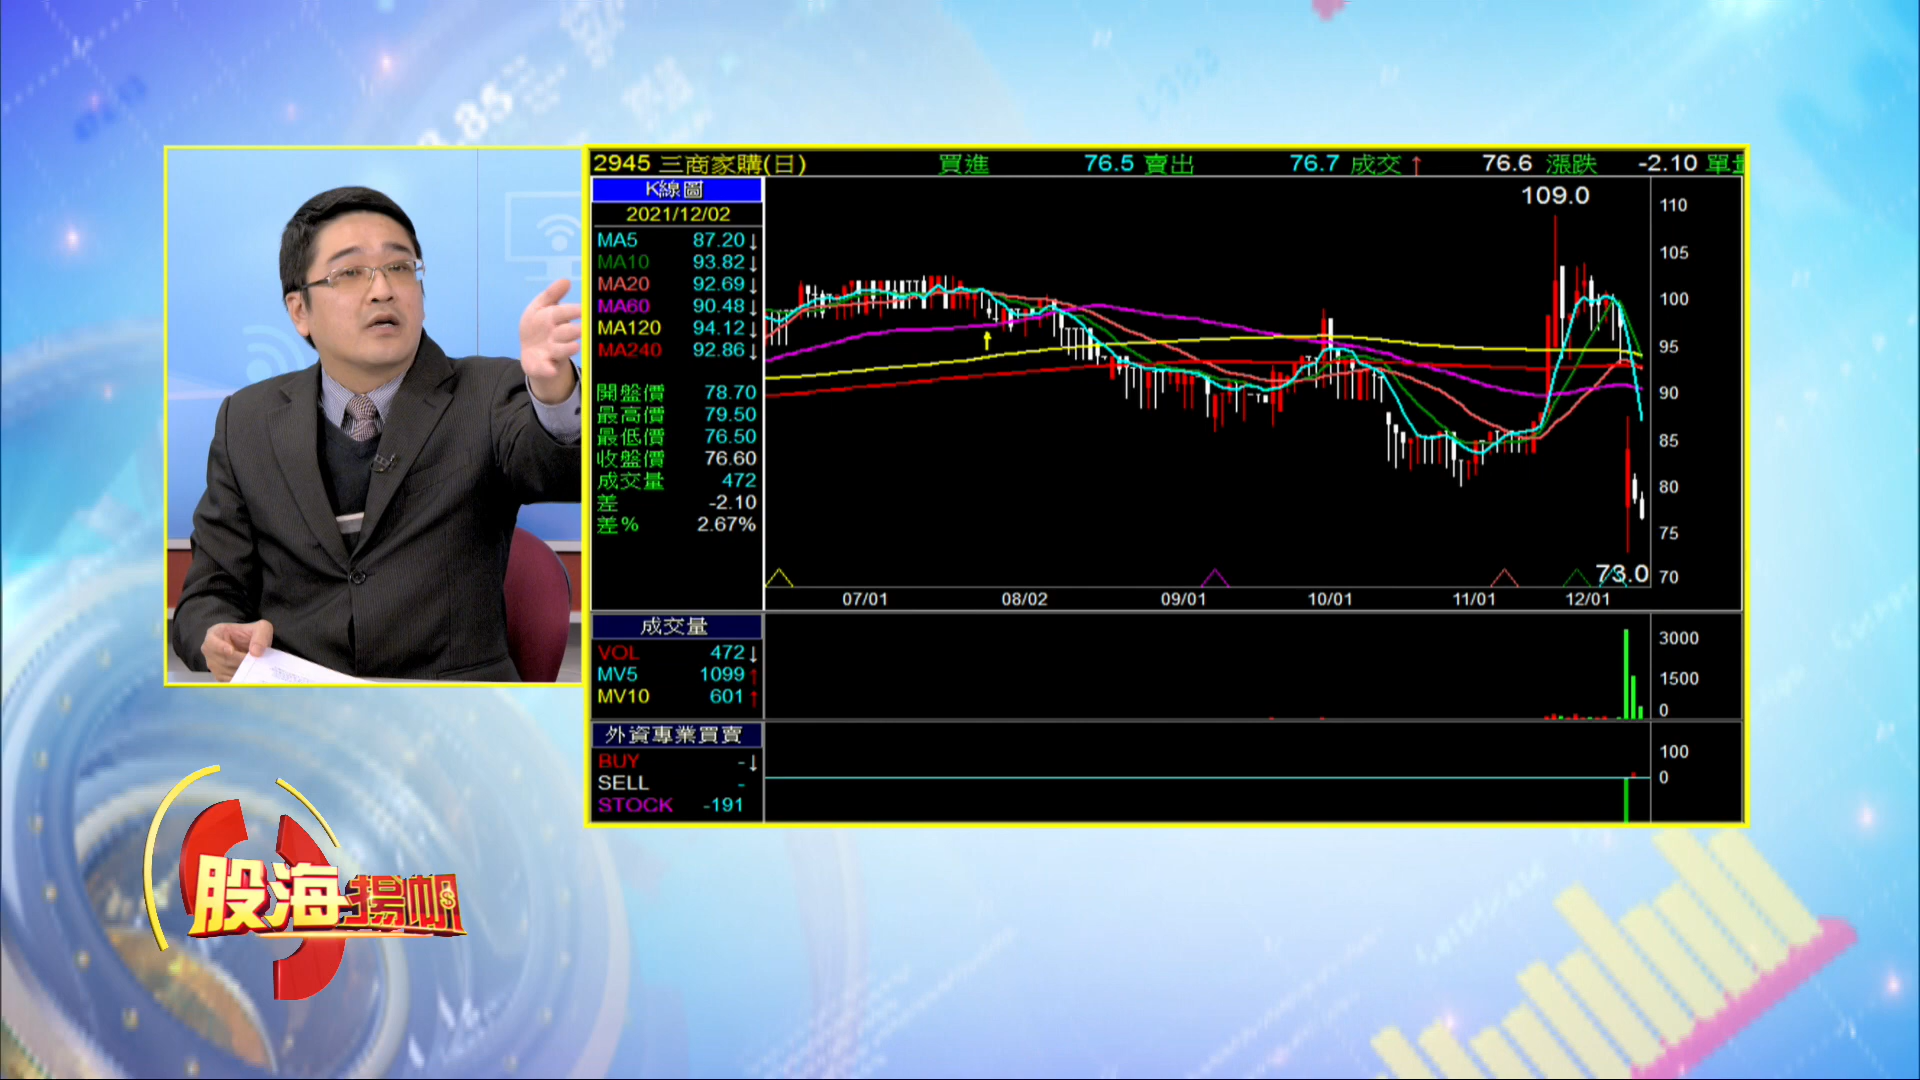 2945 三商家購(日) 買進 76.5 賣出 76.7 成交↑ 76.6 漲跌 -2.10 單量
K線圖
2021/12/02
MA5 87.20↓
MA10 93.82↓
MA20 92.69↓
MA60 90.48↓
MA120 94.12↓
MA240 92.86↓
開盤價 78.70
最高價 79.50
最低價 76.50
收盤價 76.60
成交量 472
差 -2.10
差% 2.67%
109.0
110
105
100
95
90
85
80
75
70
73.0
07/01 08/02 09/01 10/01 11/01 12/01
成交量
VOL 472↓
MV5 1099↑
MV10 601↑
3000
1500
0
外資專業買賣
BUY -↓
SELL -
STOCK -191
100
0
股海揚帆